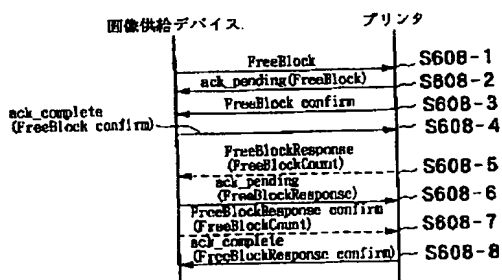 画像供給デバイス.
プリンタ
FreeBlock
S608-1
ack_pending(FreeBlock)
S608-2
FreeBlock confirm
S608-3
ack_complete
(FreeBlock confirm)
S608-4
FreeBlockResponse
(FreeBlockCount)
S608-5
ack_pending
(FreeBlockResponse)
S608-6
FreeBlockResponse confirm
(FreeBlockCount)
S608-7
ack_complete
(FreeBlockResponse confirm)
S608-8